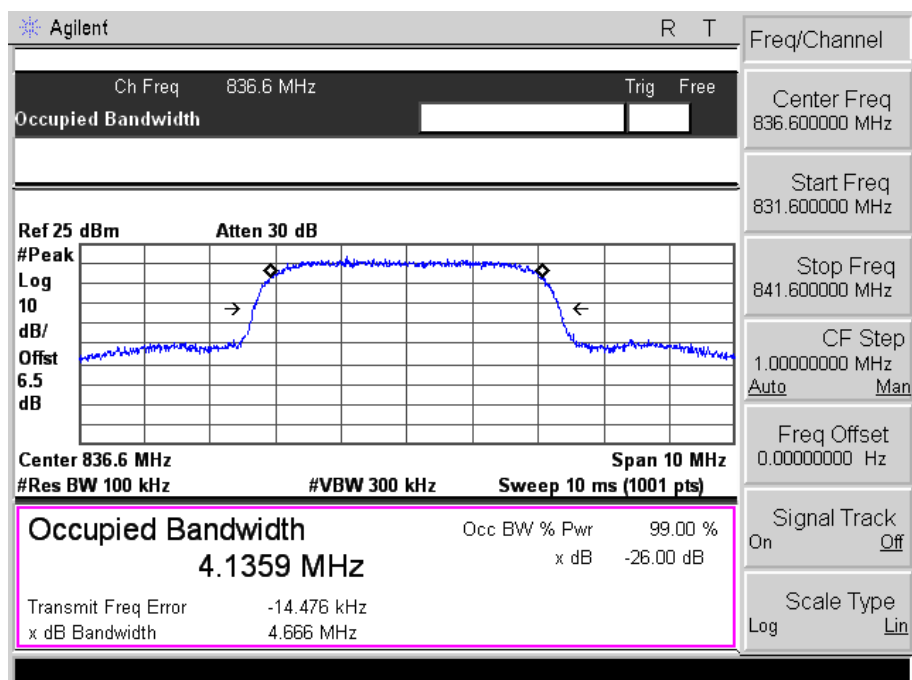 Agilent R T
Freq/Channel
Ch Freq 836.6 MHz Trig Free
Occupied Bandwidth
Center Freq
836.600000 MHz
Start Freq
831.600000 MHz
Stop Freq
841.600000 MHz
CF Step
1.00000000 MHz
Auto Man
Freq Offset
0.00000000 Hz
Signal Track
On Off
Scale Type
Log Lin
Ref 25 dBm Atten 30 dB
#Peak
Log
10
dB/
Offst
6.5
dB
Center 836.6 MHz Span 10 MHz
#Res BW 100 kHz #VBW 300 kHz Sweep 10 ms (1001 pts)
Occupied Bandwidth Occ BW % Pwr 99.00 %
4.1359 MHz x dB -26.00 dB
Transmit Freq Error -14.476 kHz
x dB Bandwidth 4.666 MHz